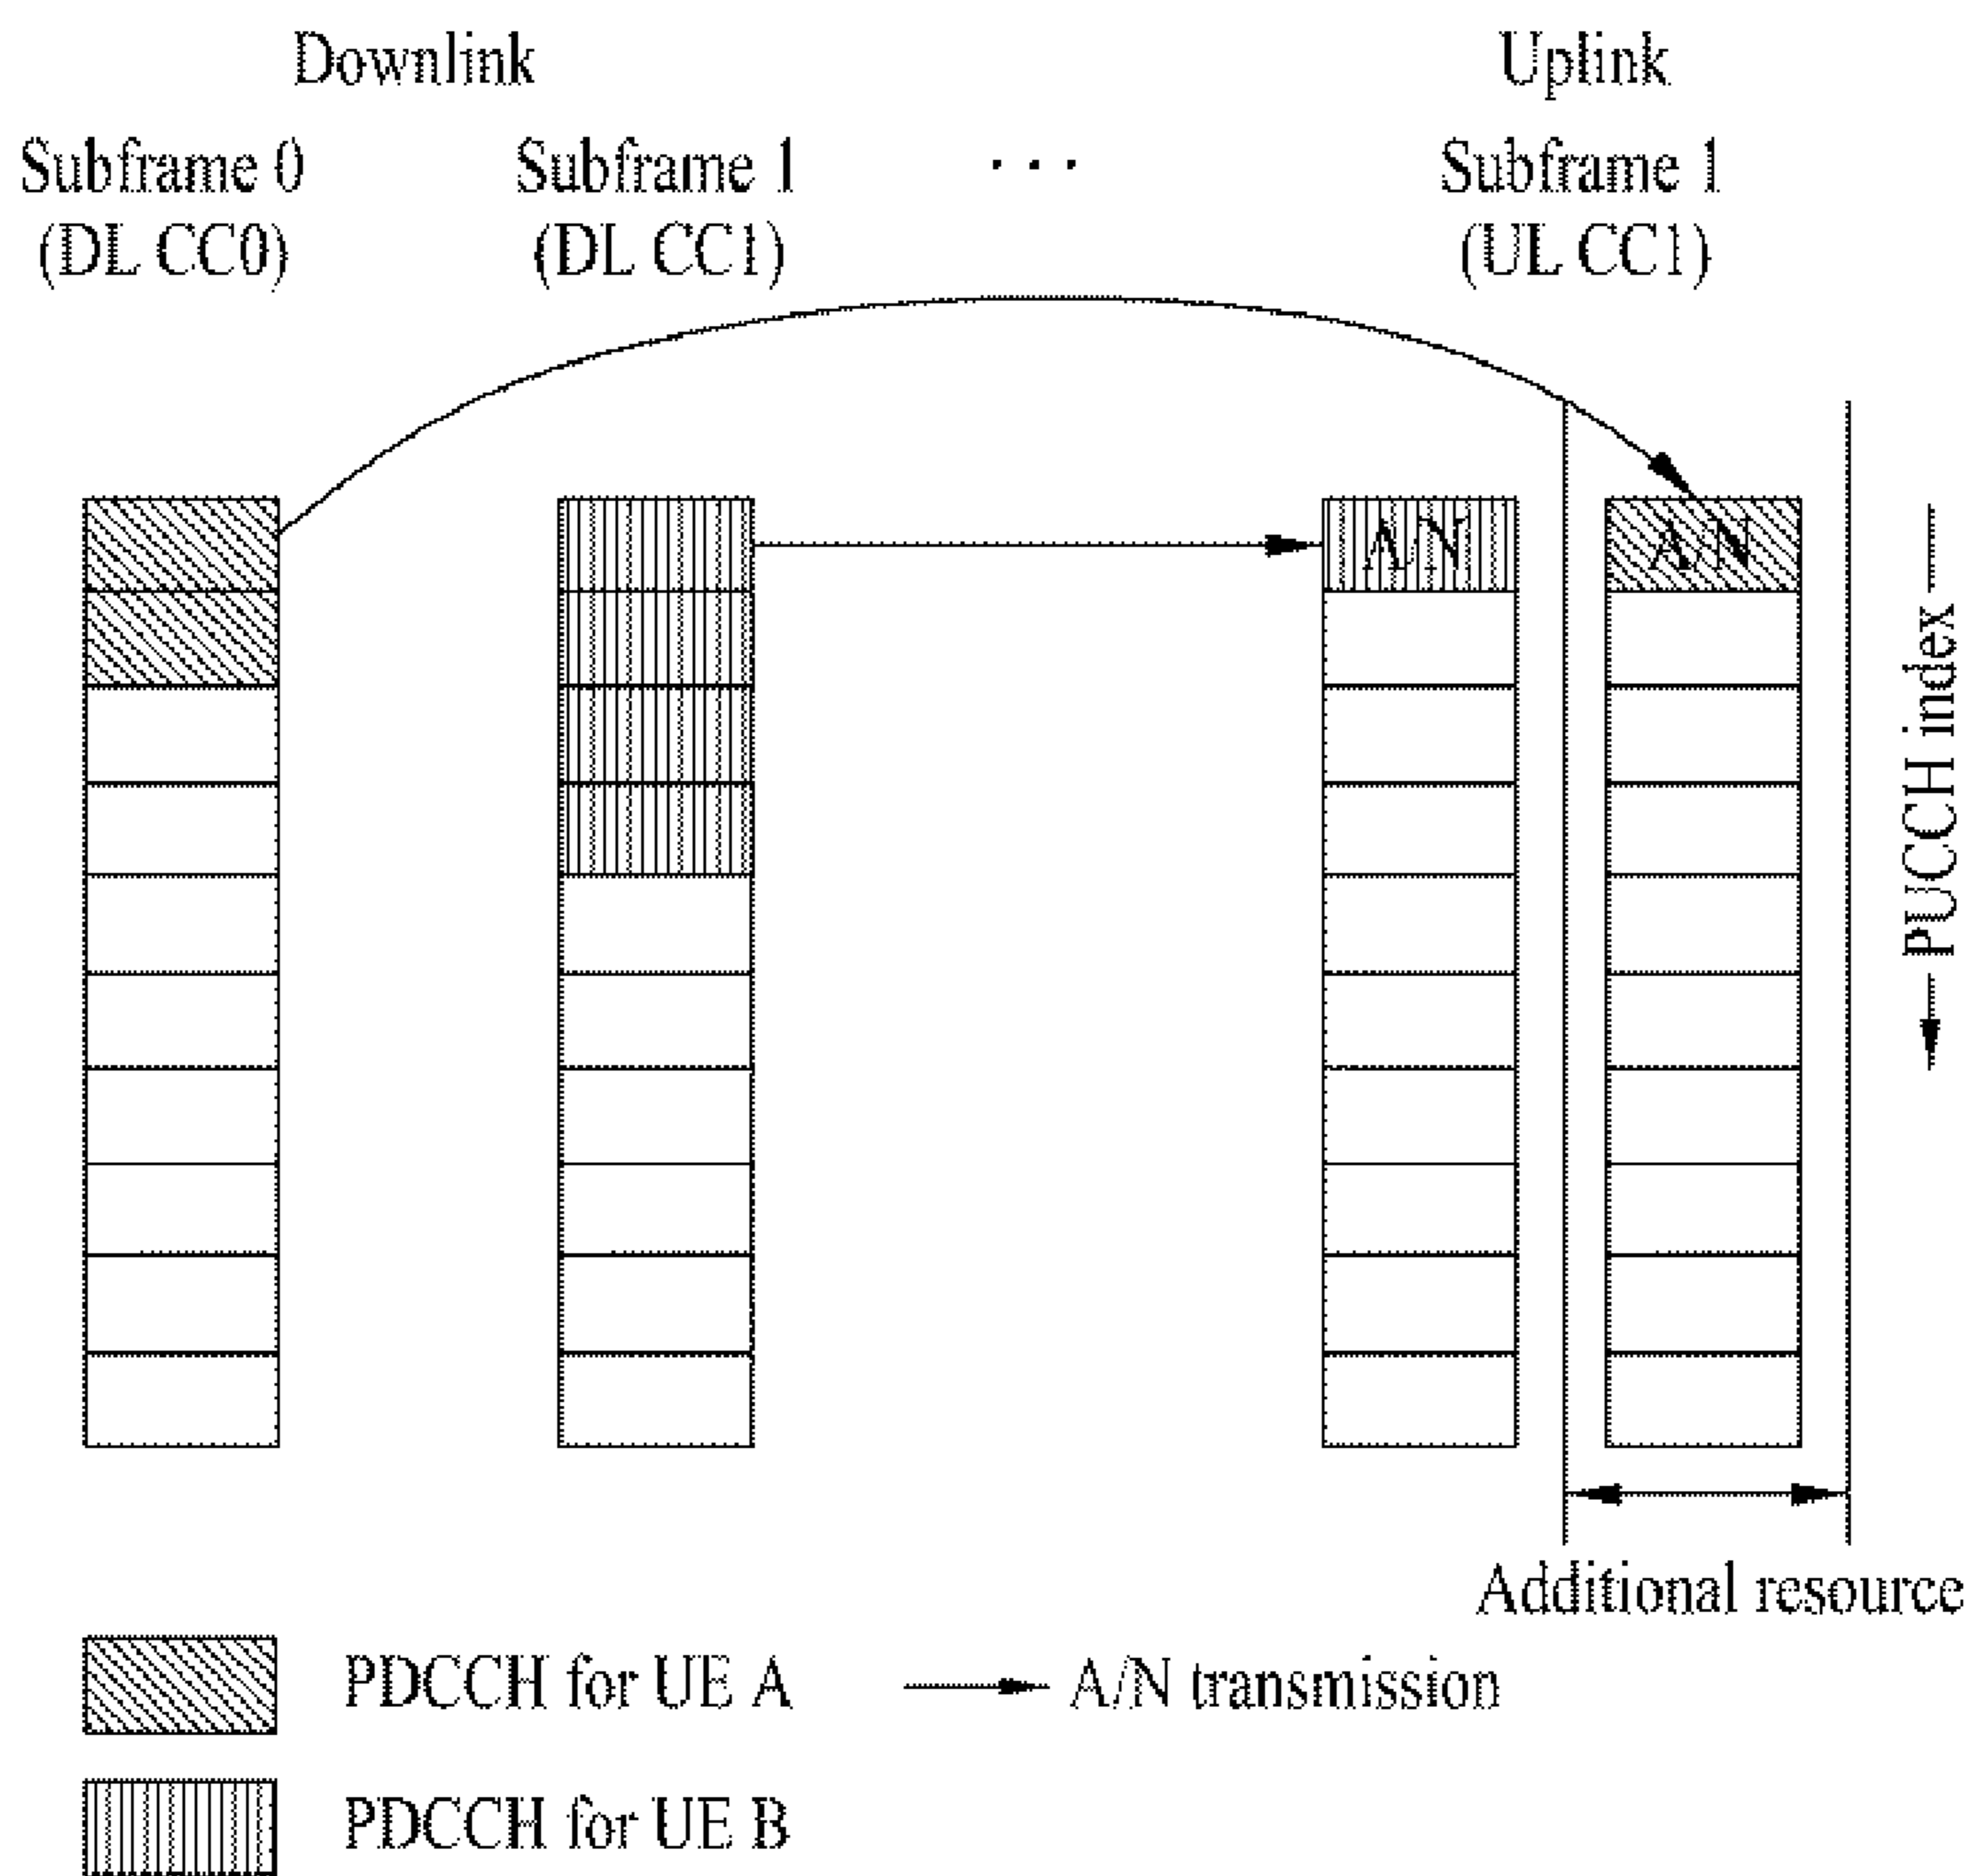 Downlink
Uplink
Subframe 0
(DL CC0)
Subframe 1
(DL CC1)
...
Subframe 1
(UL CC1)
A/N
A/N
PUCCH index
Additional resource
PDCCH for UE A
A/N transmission
PDCCH for UE B